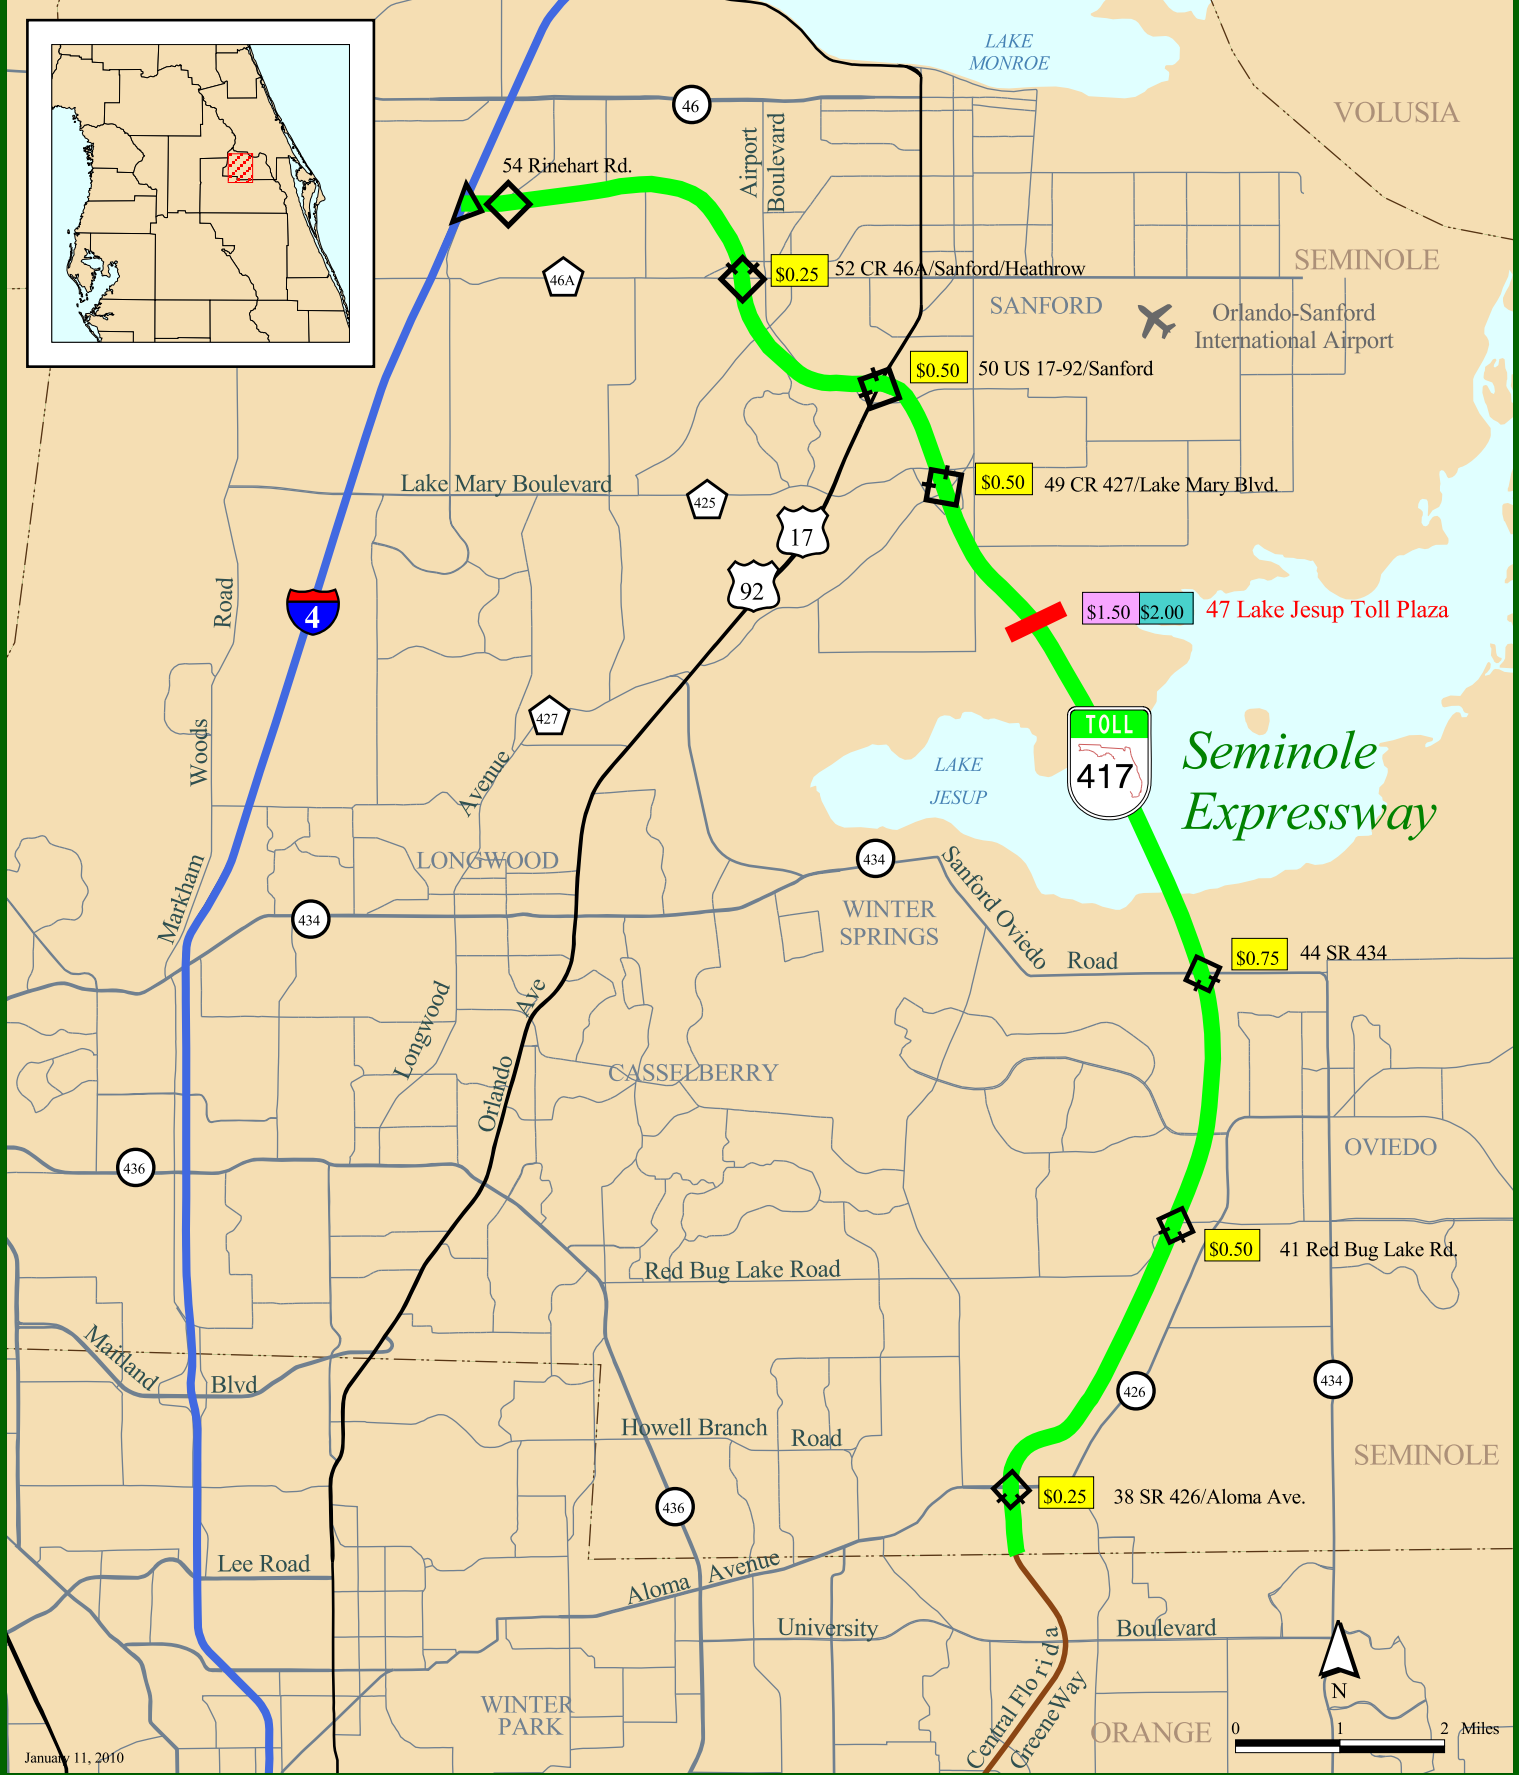 LAKE
MONROE
VOLUSIA
46
Airport
Boulevard
54 Rinehart Rd.
$0.25
52 CR 46A/Sanford/Heathrow
46A
SEMINOLE
SANFORD
Orlando-Sanford
International Airport
$0.50
50 US 17-92/Sanford
Lake Mary Boulevard
425
$0.50
49 CR 427/Lake Mary Blvd.
17
92
4
Road
Woods
Markham
$1.50
$2.00
47 Lake Jesup Toll Plaza
427
Avenue
TOLL
417
Seminole
Expressway
LAKE
JESUP
LONGWOOD
434
434
WINTER
SPRINGS
Sanford Oviedo
Road
$0.75
44 SR 434
Longwood
Ave
Orlando
CASSELBERRY
OVIEDO
436
Red Bug Lake Road
$0.50
41 Red Bug Lake Rd.
Maitland
Blvd
426
434
Howell Branch
Road
SEMINOLE
436
$0.25
38 SR 426/Aloma Ave.
Lee Road
Aloma
Avenue
University
Boulevard
Central Florida
GreeneWay
WINTER
PARK
ORANGE
N
0 1 2 Miles
January 11, 2010